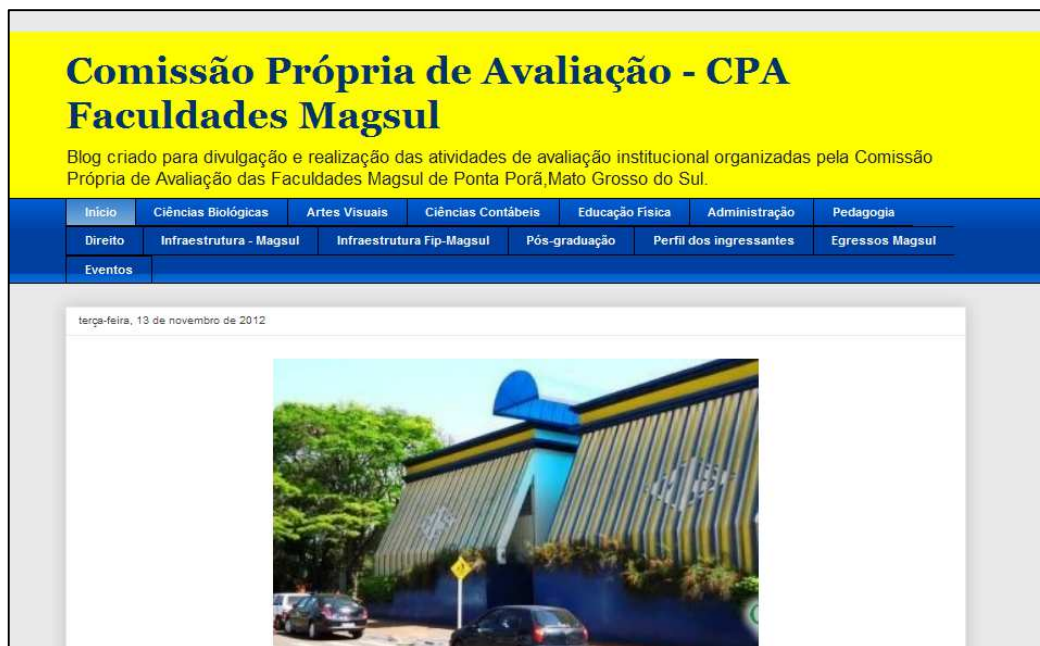 Comissão Própria de Avaliação - CPA
Faculdades Magsul
Blog criado para divulgação e realização das atividades de avaliação institucional organizadas pela Comissão
Própria de Avaliação das Faculdades Magsul de Ponta Porã,Mato Grosso do Sul.
Início Ciências Biológicas Artes Visuais Ciências Contábeis Educação Física Administração Pedagogia
Direito Infraestrutura - Magsul Infraestrutura Fip-Magsul Pós-graduação Perfil dos ingressantes Egressos Magsul
Eventos
terça-feira, 13 de novembro de 2012